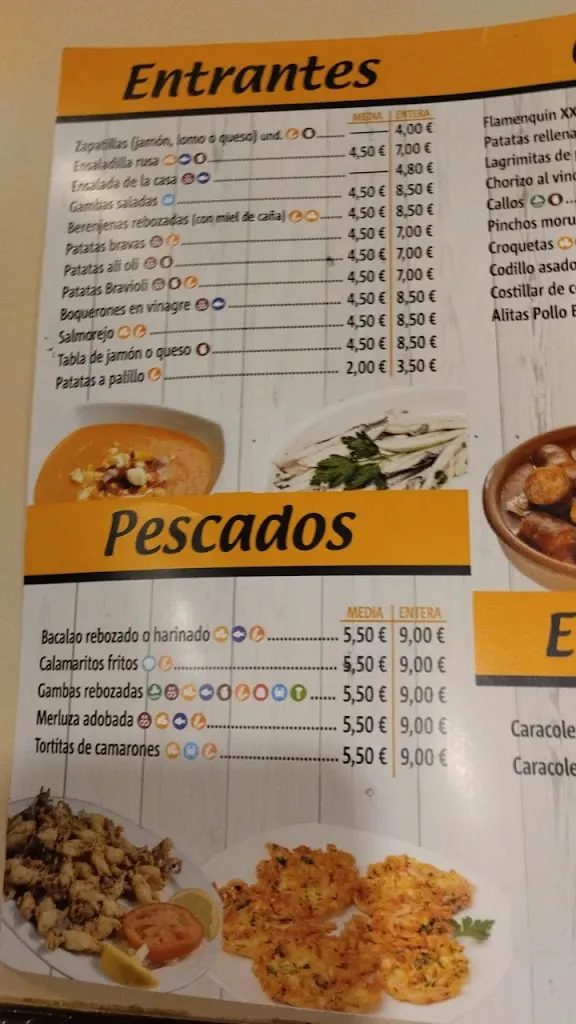 Entrantes
MEDIA ENTERA
Zapatillas (jamón, lomo o queso) und. 4,00 €
Ensaladilla rusa 4,50 € 7,00 €
Ensalada de la casa 4,80 €
Gambas saladas 4,50 € 8,50 €
Berenjenas rebozadas (con miel de caña) 4,50 € 8,50 €
Patatas bravas 4,50 € 7,00 €
Patatas ali oli 4,50 € 7,00 €
Patatas Bravioli 4,50 € 7,00 €
Boquerones en vinagre 4,50 € 8,50 €
Salmorejo 4,50 € 8,50 €
Tabla de jamón o queso 4,50 € 8,50 €
Patatas a palillo 2,00 € 3,50 €
Pescados
MEDIA ENTERA
Bacalao rebozado o harinado 5,50 € 9,00 €
Calamaritos fritos 5,50 € 9,00 €
Gambas rebozadas 5,50 € 9,00 €
Merluza adobada 5,50 € 9,00 €
Tortitas de camarones 5,50 € 9,00 €
Flamenquín XX
Patatas rellena
Lagrimitas de
Chorizo al vino
Callos
Pinchos moru
Croquetas
Codillo asado
Costillar de c
Alitas Pollo B
E
Caracole
Caracole